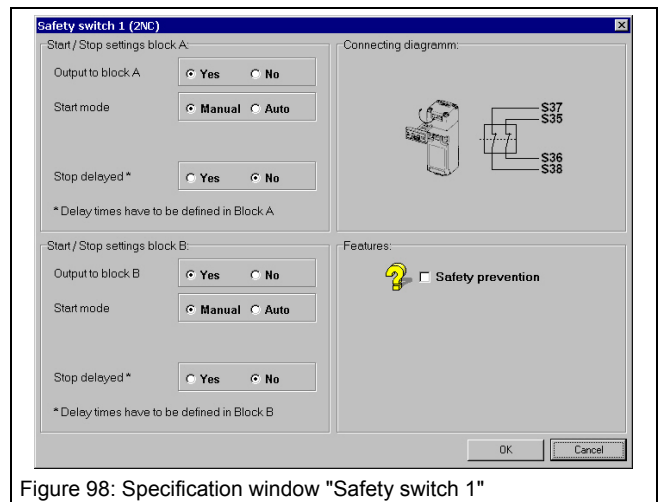 Safety switch 1 (2NC)
Start / Stop settings block A:
Output to block A
Yes No
Start mode
Manual Auto
Stop delayed *
Yes No
* Delay times have to be defined in Block A
Connecting diagramm:
S37
S35
S36
S38
Start / Stop settings block B:
Output to block B
Yes No
Start mode
Manual Auto
Stop delayed *
Yes No
* Delay times have to be defined in Block B
Features:
Safety prevention
OK Cancel
Figure 98: Specification window "Safety switch 1"